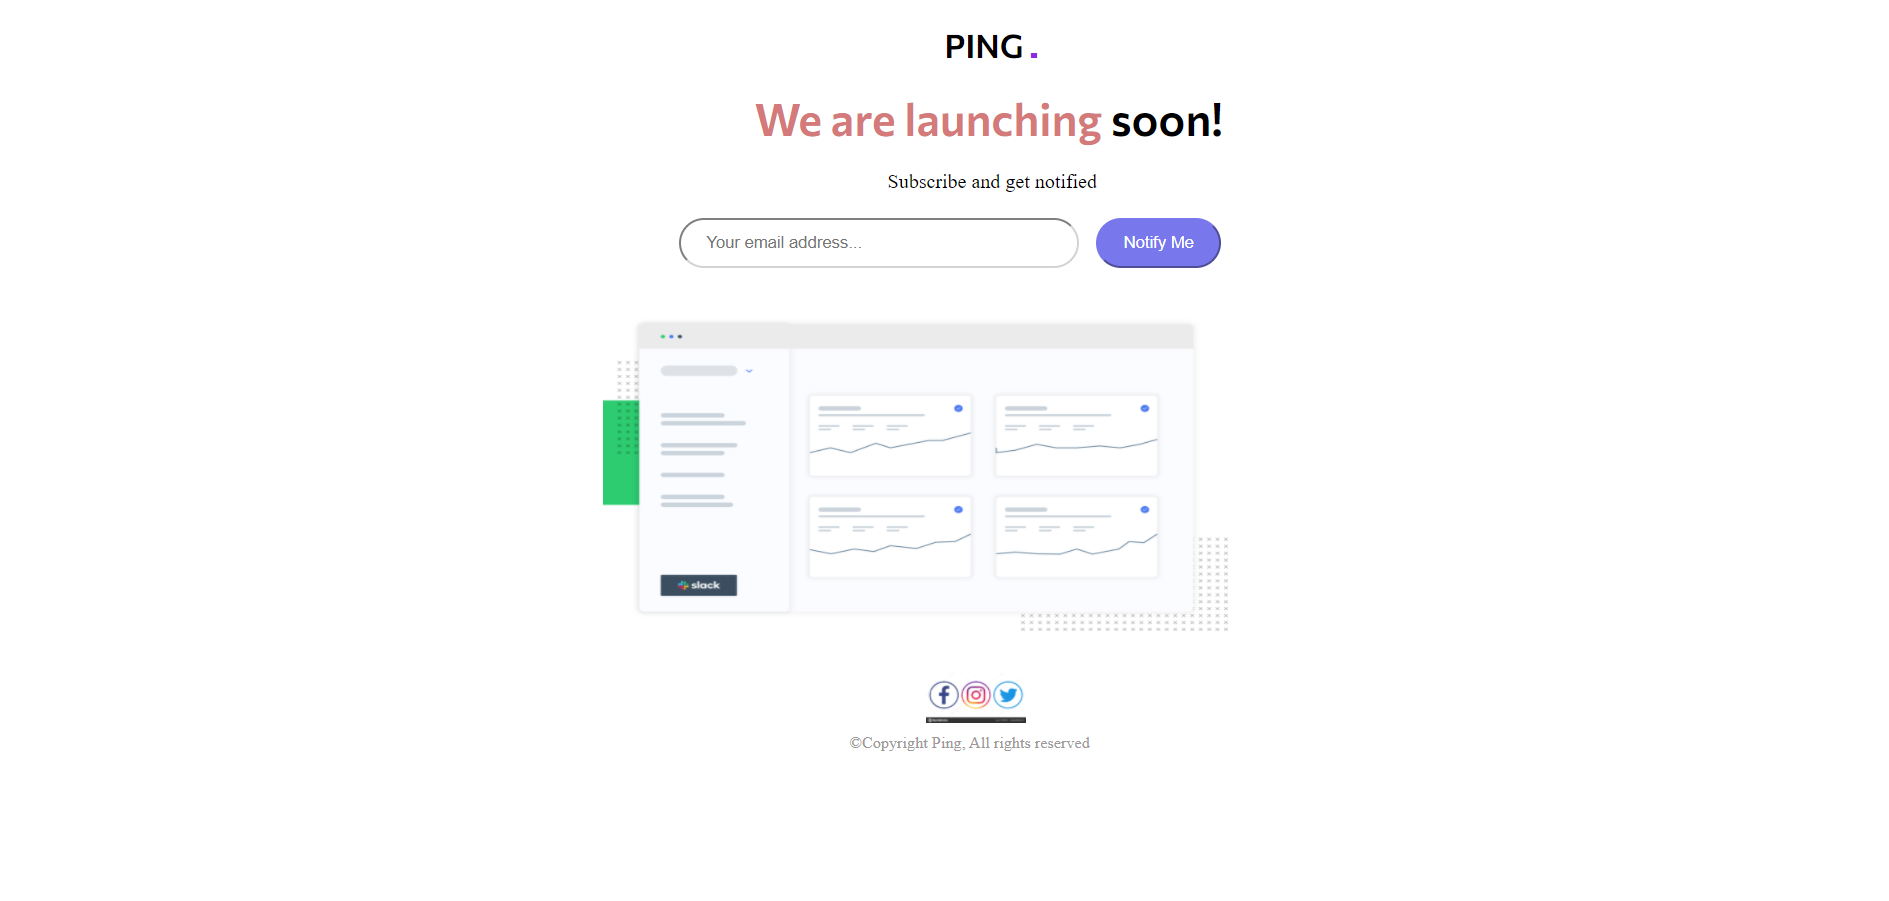 PING.
We are launching soon!
Subscribe and get notified
Your email address...
Notify Me
slack
©Copyright Ping, All rights reserved